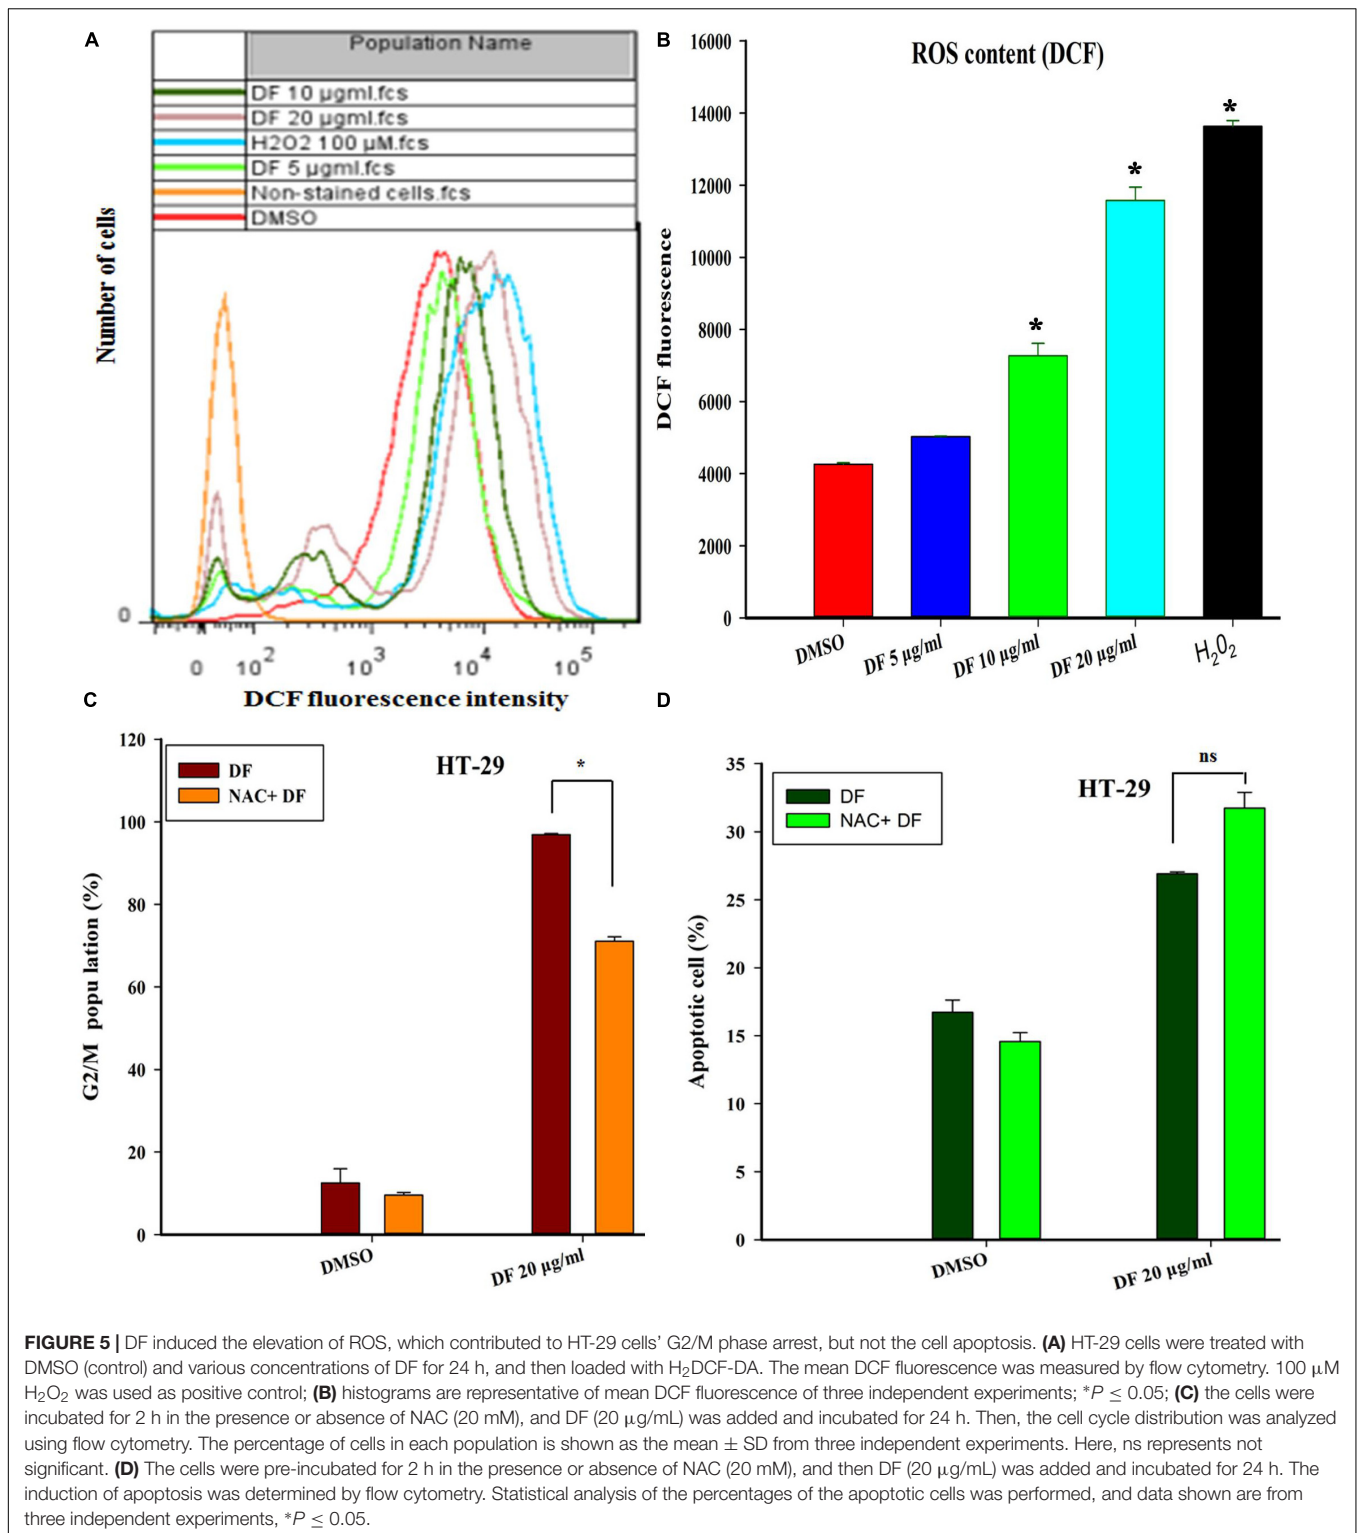 A
Population Name
DF 10 µgml.fcs
DF 20 µgml.fcs
H2O2 100 µM.fcs
DF 5 µgml.fcs
Non-stained cells.fcs
DMSO
Number of cells
0
0 10² 10³ 10⁴ 10⁵
DCF fluorescence intensity
B
ROS content (DCF)
DCF fluorescence
16000
14000
12000
10000
8000
6000
4000
2000
0
* * *
DMSO DF 5 µg/ml DF 10 µg/ml DF 20 µg/ml H₂O₂
C
DF
NAC+ DF
HT-29
*
G2/M popu lation (%)
120
100
80
60
40
20
0
DMSO DF 20 µg/ml
D
DF
NAC+ DF
HT-29
ns
Apoptotic cell (%)
35
30
25
20
15
10
5
0
DMSO DF 20 µg/ml
FIGURE 5 | DF induced the elevation of ROS, which contributed to HT-29 cells' G2/M phase arrest, but not the cell apoptosis. (A) HT-29 cells were treated with
DMSO (control) and various concentrations of DF for 24 h, and then loaded with H₂DCF-DA. The mean DCF fluorescence was measured by flow cytometry. 100 µM
H₂O₂ was used as positive control; (B) histograms are representative of mean DCF fluorescence of three independent experiments; *P ≤ 0.05; (C) the cells were
incubated for 2 h in the presence or absence of NAC (20 mM), and DF (20 µg/mL) was added and incubated for 24 h. Then, the cell cycle distribution was analyzed
using flow cytometry. The percentage of cells in each population is shown as the mean ± SD from three independent experiments. Here, ns represents not
significant. (D) The cells were pre-incubated for 2 h in the presence or absence of NAC (20 mM), and then DF (20 µg/mL) was added and incubated for 24 h. The
induction of apoptosis was determined by flow cytometry. Statistical analysis of the percentages of the apoptotic cells was performed, and data shown are from
three independent experiments, *P ≤ 0.05.